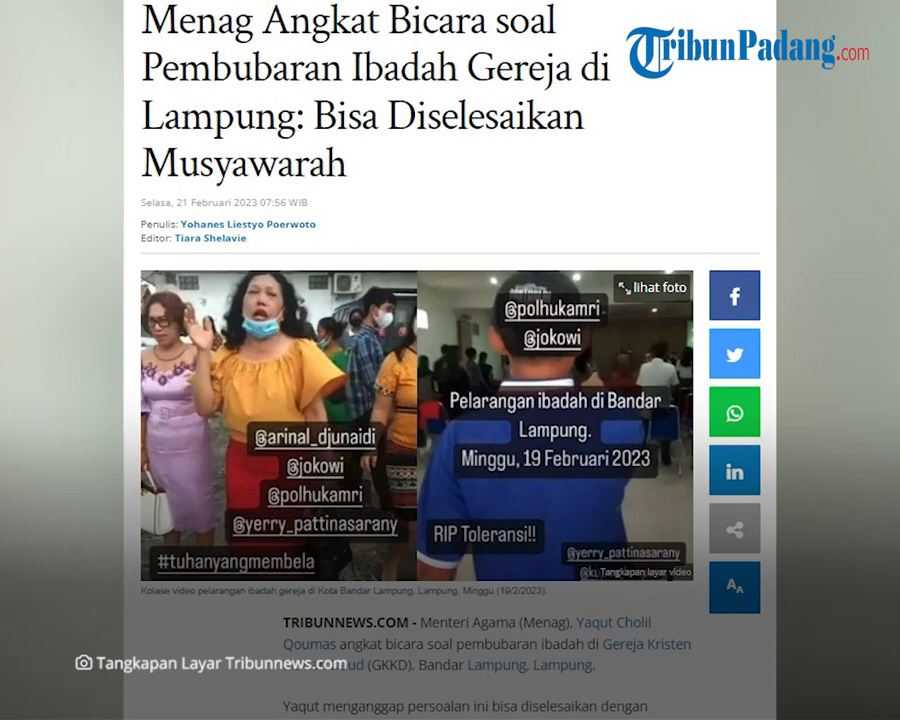 Menag Angkat Bicara soal
Pembubaran Ibadah Gereja di
Lampung: Bisa Diselesaikan
Musyawarah
TribunPadang.com
Selasa, 21 Februari 2023 07:56 WIB
Penulis: Yohanes Liestyo Poerwoto
Editor: Tiara Shelavie
lihat foto
@polhukamri
@jokowi
Pelarangan ibadah di Bandar
Lampung.
Minggu, 19 Februari 2023
@arinal_djunaidi
@jokowi
@polhukamri
@yerry_pattinasarany
#tuhanyangmembela
RIP Toleransi!!
@yerry_pattinasarany
Tangkapan layar video
Kolase video pelarangan ibadah gereja di Kota Bandar Lampung, Lampung, Minggu (19/2/2023).
f
in
AA
TRIBUNNEWS.COM - Menteri Agama (Menag), Yaqut Cholil
Qoumas angkat bicara soal pembubaran ibadah di Gereja Kristen
(GKKD), Bandar Lampung, Lampung.
Tangkapan Layar Tribunnews.com
Yaqut menganggap persoalan ini bisa diselesaikan dengan